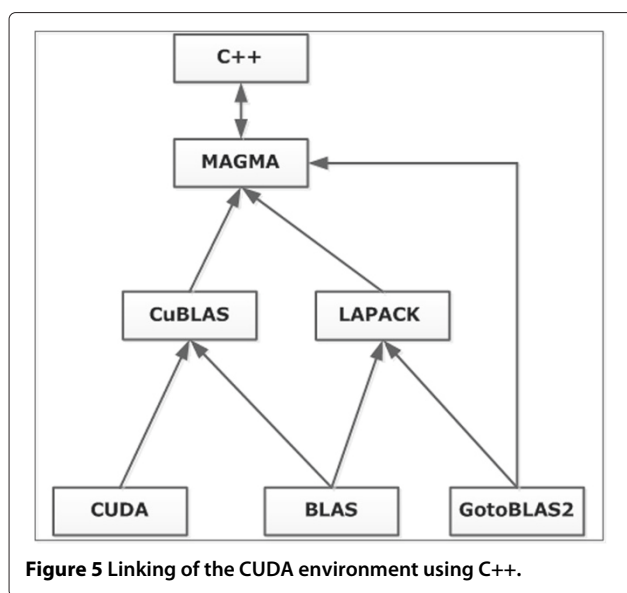 C++
MAGMA
CuBLAS
LAPACK
CUDA
BLAS
GotoBLAS2
Figure 5 Linking of the CUDA environment using C++.